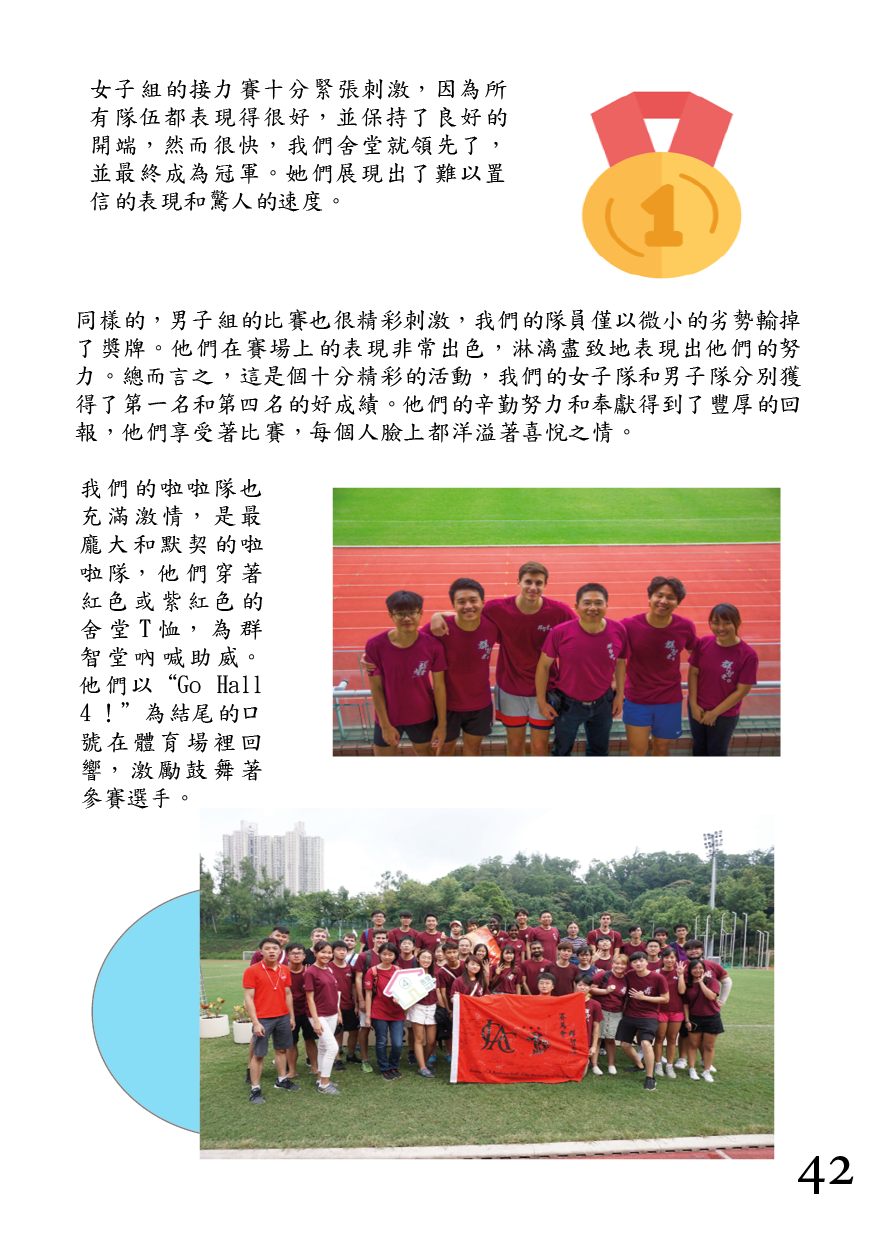 女子組的接力賽十分緊張刺激，因為所
有隊伍都表現得很好，並保持了良好的
開端，然而很快，我們舍堂就領先了，
並最終成為冠軍。她們展現出了難以置
信的表現和驚人的速度。
1
同樣的，男子組的比賽也很精彩刺激，我們的隊員僅以微小的劣勢輸掉
了獎牌。他們在賽場上的表現非常出色，淋漓盡致地表現出他們的努
力。總而言之，這是個十分精彩的活動，我們的女子隊和男子隊分別獲
得了第一名和第四名的好成績。他們的辛勤努力和奉獻得到了豐厚的回
報，他們享受著比賽，每個人臉上都洋溢著喜悅之情。
我們的啦啦隊也
充滿激情，是最
龐大和默契的啦
啦隊，他們穿著
紅色或紫紅色的
舍堂T恤，為群
智堂吶喊助威。
他們以“Go Hall
4！”為結尾的口
號在體育場裡回
響，激勵鼓舞著
參賽選手。
42